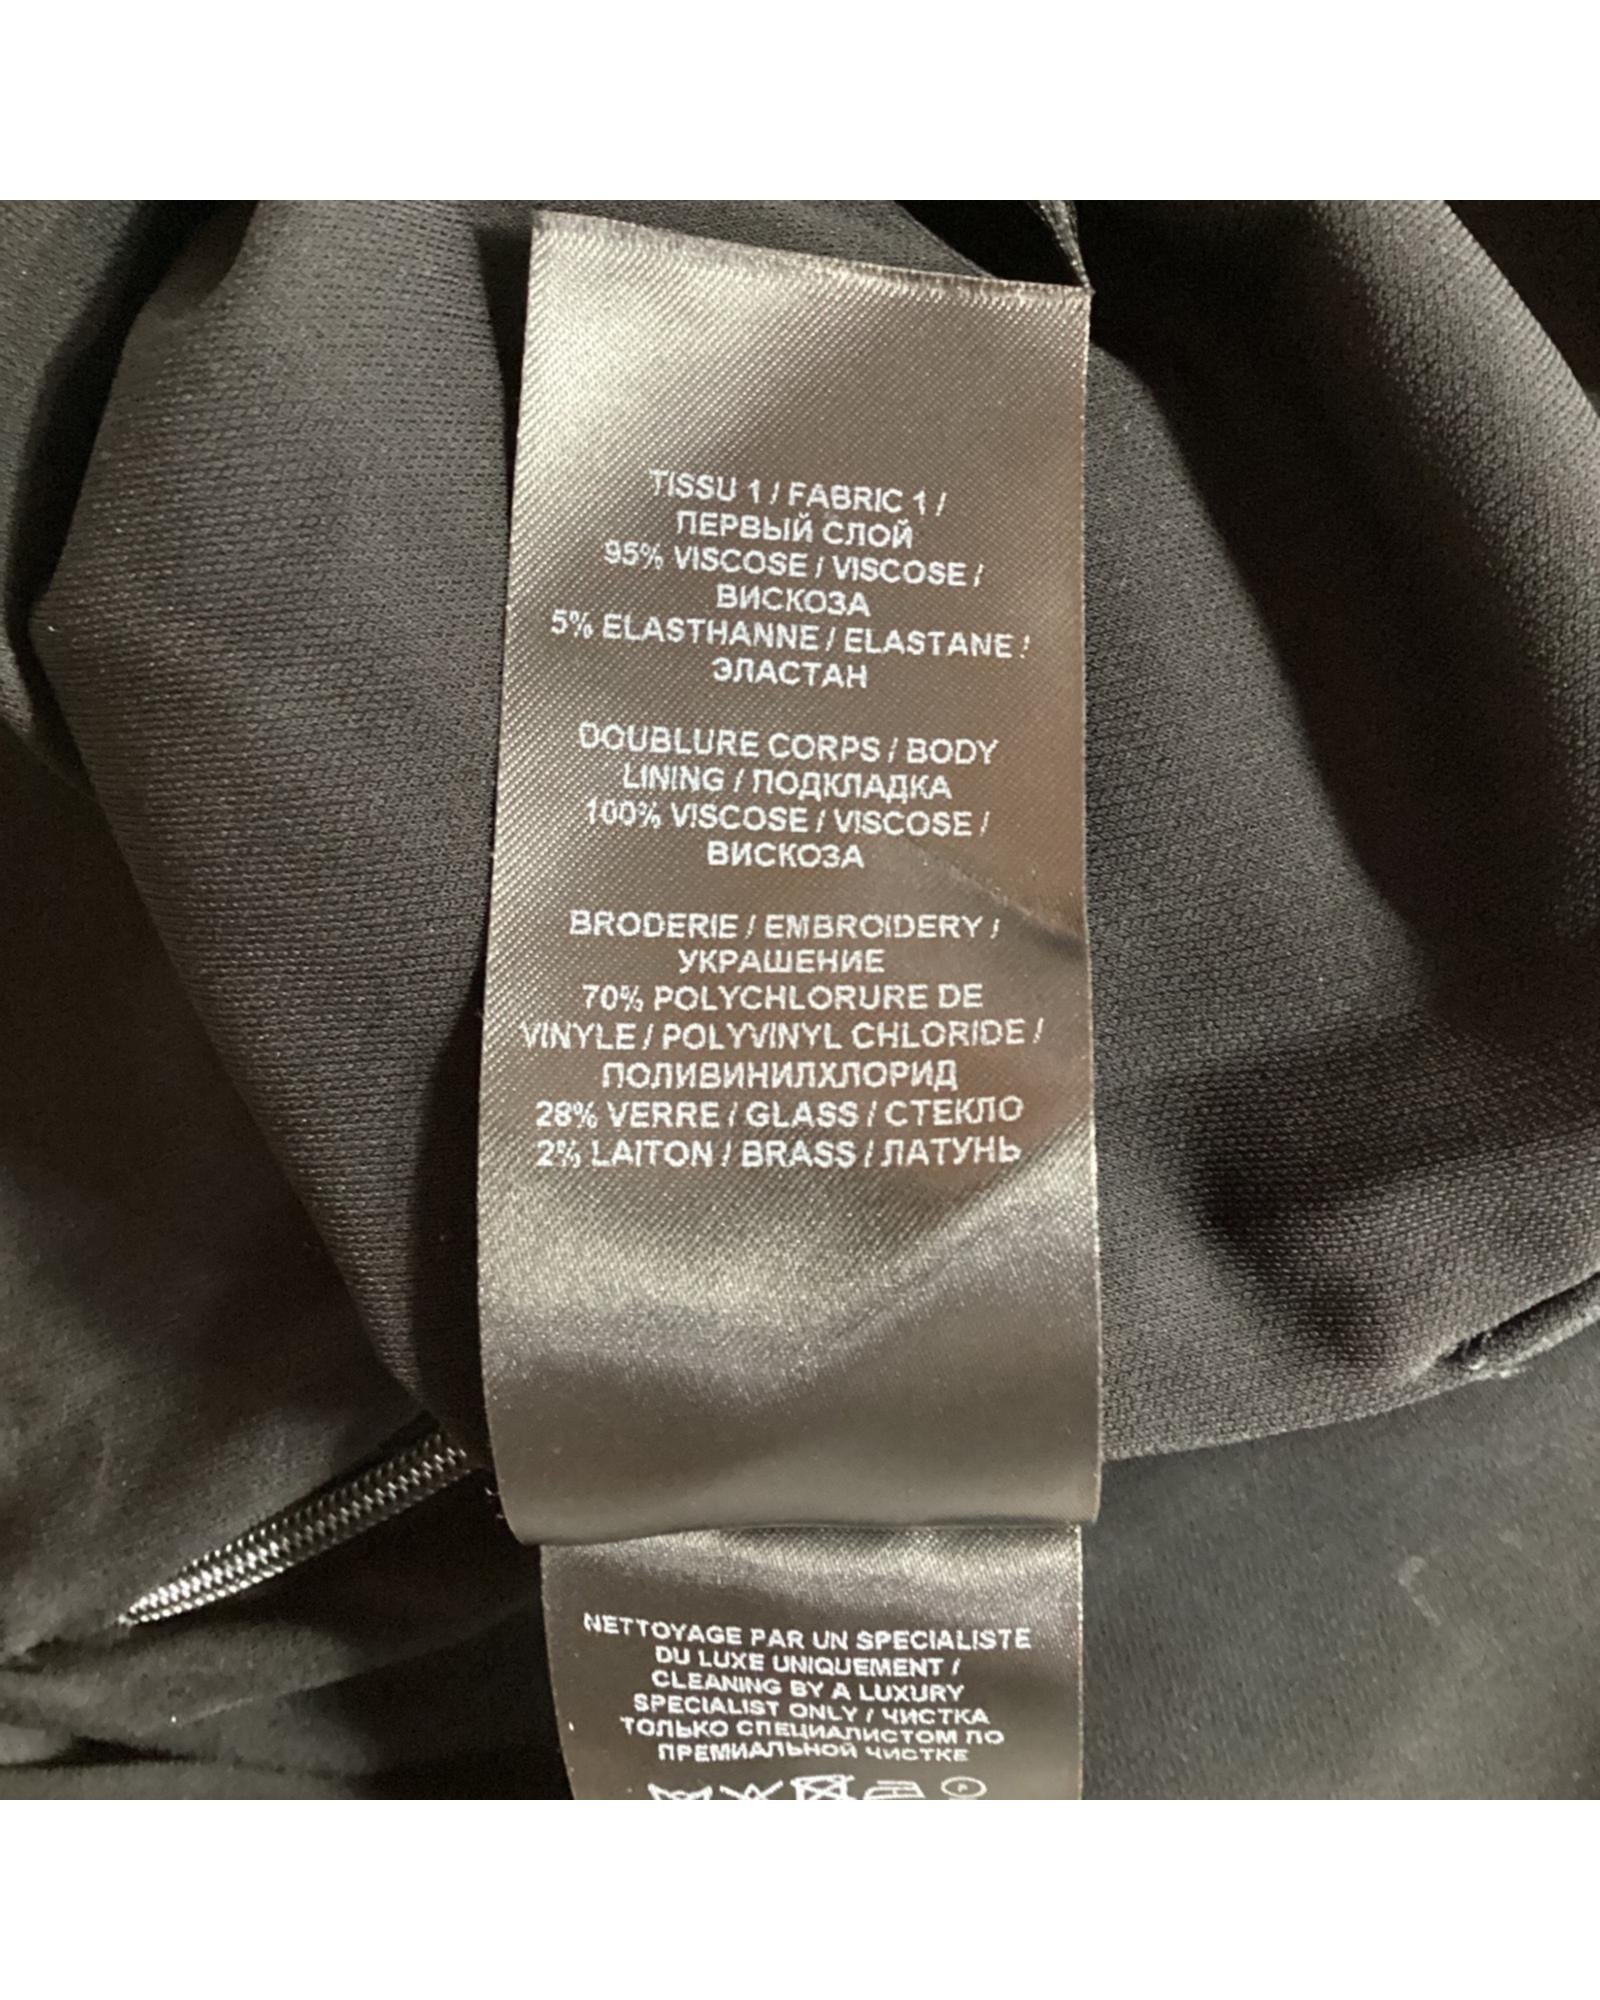 TISSU 1 / FABRIC 1 /
ПЕРВЫЙ СЛОЙ
95% VISCOSE / VISCOSE /
ВИСКОЗА
5% ELASTHANNE / ELASTANE /
ЭЛАСТАН
DOUBLURE CORPS / BODY
LINING / ПОДКЛАДКА
100% VISCOSE / VISCOSE /
ВИСКОЗА
BRODERIE / EMBROIDERY /
УКРАШЕНИЕ
70% POLYCHLORURE DE
VINYLE / POLYVINYL CHLORIDE /
ПОЛИВИНИЛХЛОРИД
28% VERRE / GLASS / СТЕКЛО
2% LAITON / BRASS / ЛАТУНЬ
NETTOYAGE PAR UN SPECIALISTE
DU LUXE UNIQUEMENT /
CLEANING BY A LUXURY
SPECIALIST ONLY / ЧИСТКА
ТОЛЬКО СПЕЦИАЛИСТОМ ПО
ПРЕМИАЛЬНОЙ ЧИСТКЕ
P